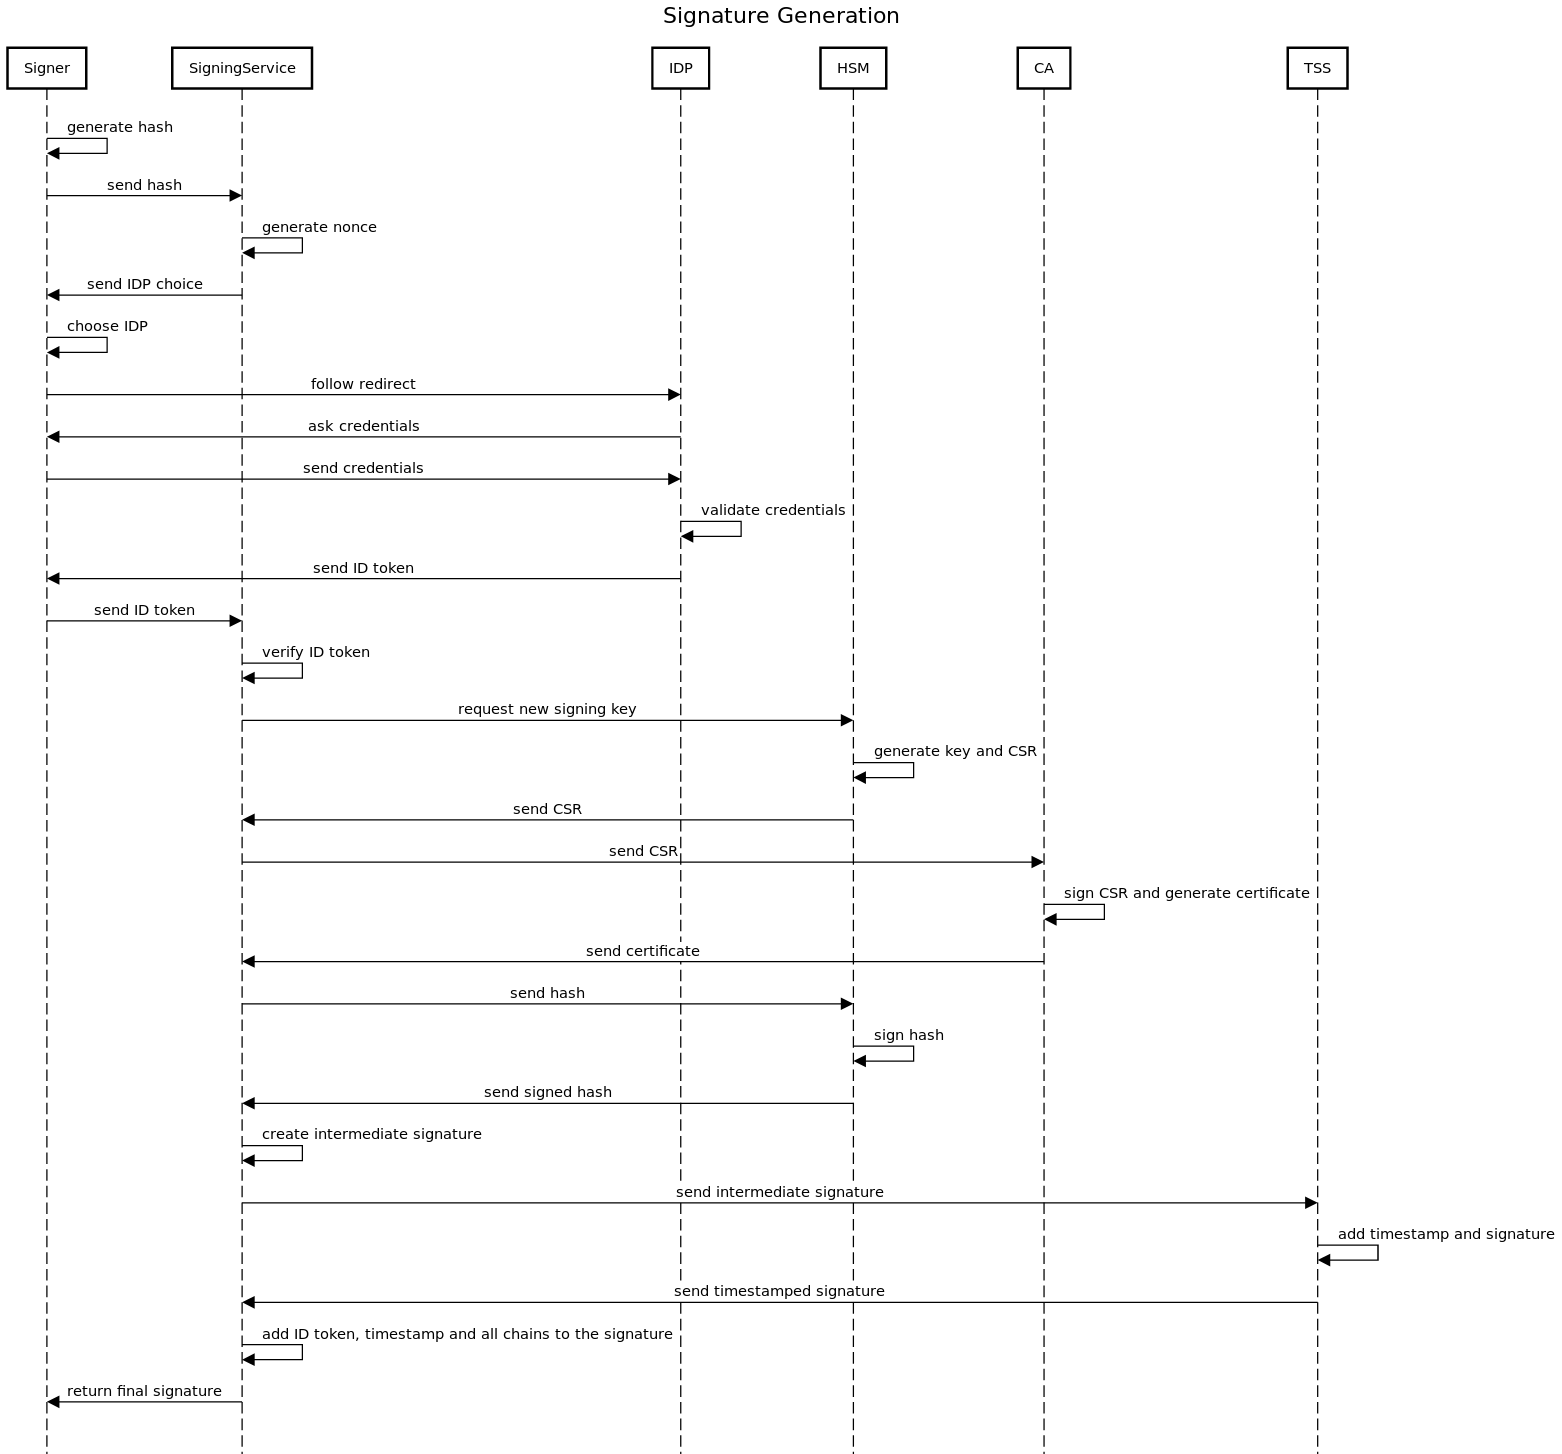 Signature Generation
Signer
SigningService
IDP
HSM
CA
TSS
generate hash
send hash
generate nonce
send IDP choice
choose IDP
follow redirect
ask credentials
send credentials
validate credentials
send ID token
send ID token
verify ID token
request new signing key
generate key and CSR
send CSR
send CSR
sign CSR and generate certificate
send certificate
send hash
sign hash
send signed hash
create intermediate signature
send intermediate signature
add timestamp and signature
send timestamped signature
add ID token, timestamp and all chains to the signature
return final signature